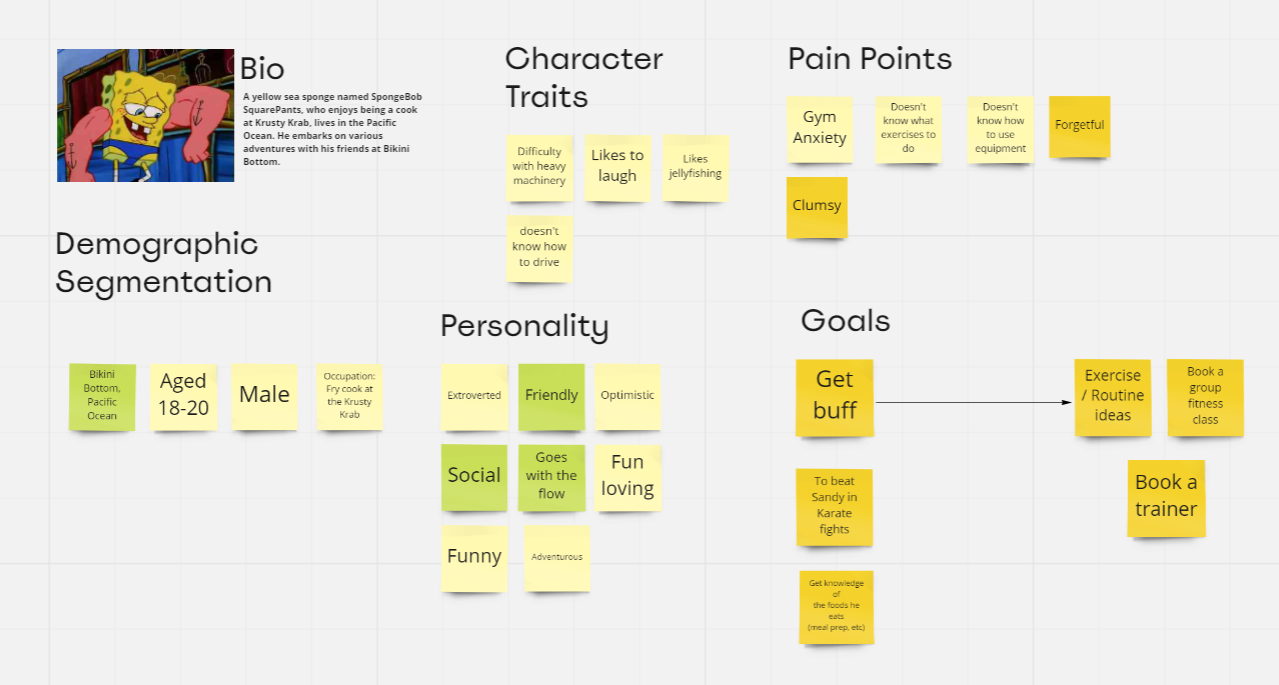 Bio
A yellow sea sponge named SpongeBob
SquarePants, who enjoys being a cook
at Krusty Krab, lives in the Pacific
Ocean. He embarks on various
adventures with his friends at Bikini
Bottom.
Demographic
Segmentation
Bikini
Bottom,
Pacific
Ocean
Aged
18-20
Male
Occupation:
Fry cook at
the Krusty
Krab
Character
Traits
Difficulty
with heavy
machinery
Likes to
laugh
Likes
jellyfishing
doesn't
know how
to drive
Personality
Extroverted
Friendly
Optimistic
Social
Goes
with the
flow
Fun
loving
Funny
Adventurous
Pain Points
Gym
Anxiety
Doesn't
know what
exercises to
do
Doesn't
know how
to use
equipment
Forgetful
Clumsy
Goals
Get
buff
Exercise
/ Routine
ideas
Book a
group
fitness
class
Book a
trainer
To beat
Sandy in
Karate
fights
Get knowledge
of
the foods he
eats
(meal prep, etc)